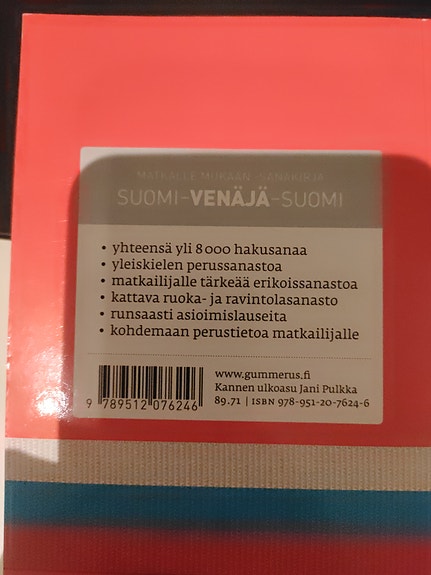 MATKALLE MUKAAN -SANAKIRJA
SUOMI–VENÄJÄ–SUOMI
• yhteensä yli 8000 hakusanaa
• yleiskielen perussanastoa
• matkailijalle tärkeää erikoissanastoa
• kattava ruoka- ja ravintolasanasto
• runsaasti asioimislauseita
• kohdemaan perustietoa matkailijalle
www.gummerus.fi
Kannen ulkoasu Jani Pulkka
89.71 | ISBN 978-951-20-7624-6
9 789512 076246